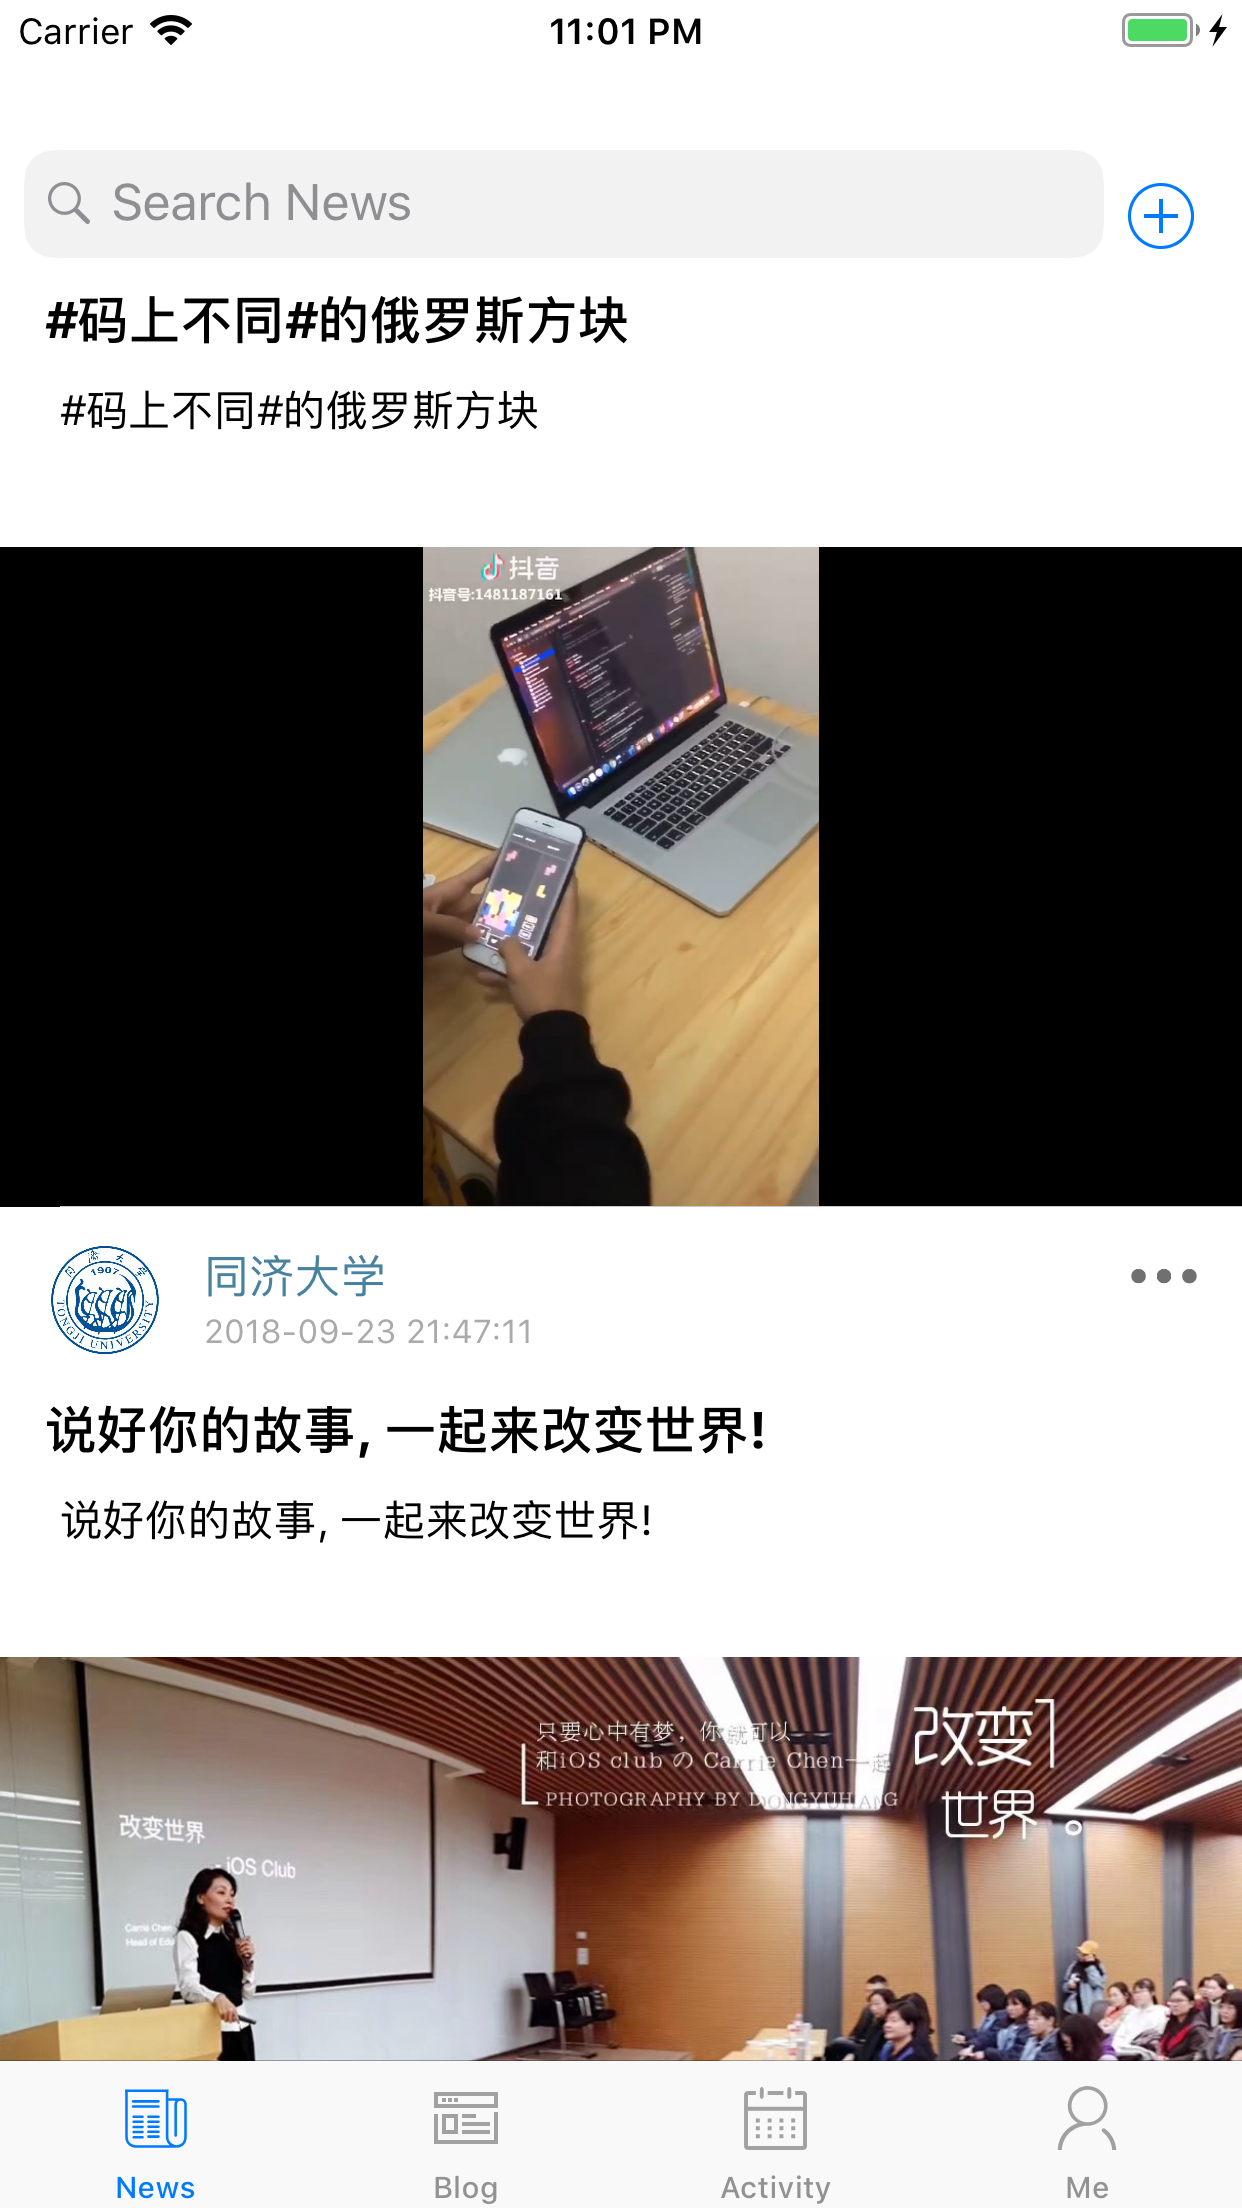 Carrier 11:01 PM
Search News
#码上不同#的俄罗斯方块
#码上不同#的俄罗斯方块
抖音
抖音号:1481187161
同济大学
2018-09-23 21:47:11
1907
TONGJI UNIVERSITY
说好你的故事, 一起来改变世界!
说好你的故事, 一起来改变世界!
只要心中有梦，你就可以
和iOS club の Carrie Chen一起
PHOTOGRAPHY BY DONGYUHANG
改变
世界。
改变世界
- iOS Club
Carrie Chen
Head of Edu
News Blog Activity Me